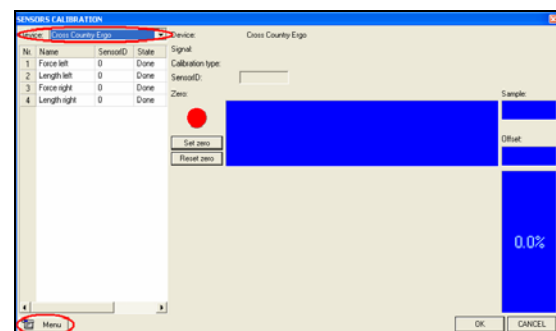 SENSORS CALIBRATION
Device: Cross County Ergo
Device: Cross County Ergo
Signal:
Calibration type:
SensorID:
Zero:
Nr. Name SensorID State
1 Force left 0 Done
2 Length left 0 Done
3 Force right 0 Done
4 Length right 0 Done
Set zero
Reset zero
Sample:
Offset:
0.0%
Menu
OK CANCEL